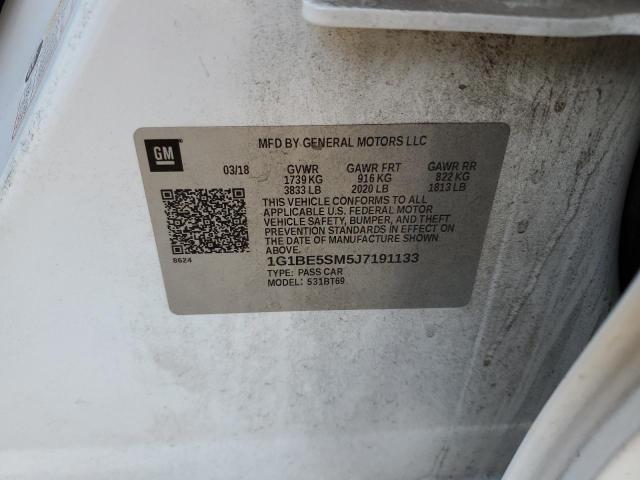 GM
MFD BY GENERAL MOTORS LLC
03/18 GVWR GAWR FRT GAWR RR
1739 KG 916 KG 822 KG
3833 LB 2020 LB 1813 LB
THIS VEHICLE CONFORMS TO ALL
APPLICABLE U.S. FEDERAL MOTOR
VEHICLE SAFETY, BUMPER, AND THEFT
PREVENTION STANDARDS IN EFFECT
ON THE DATE OF MANUFACTURE SHOWN
ABOVE.
8624
1G1BE5SM5J7191133
TYPE: PASS CAR
MODEL: 531BT69